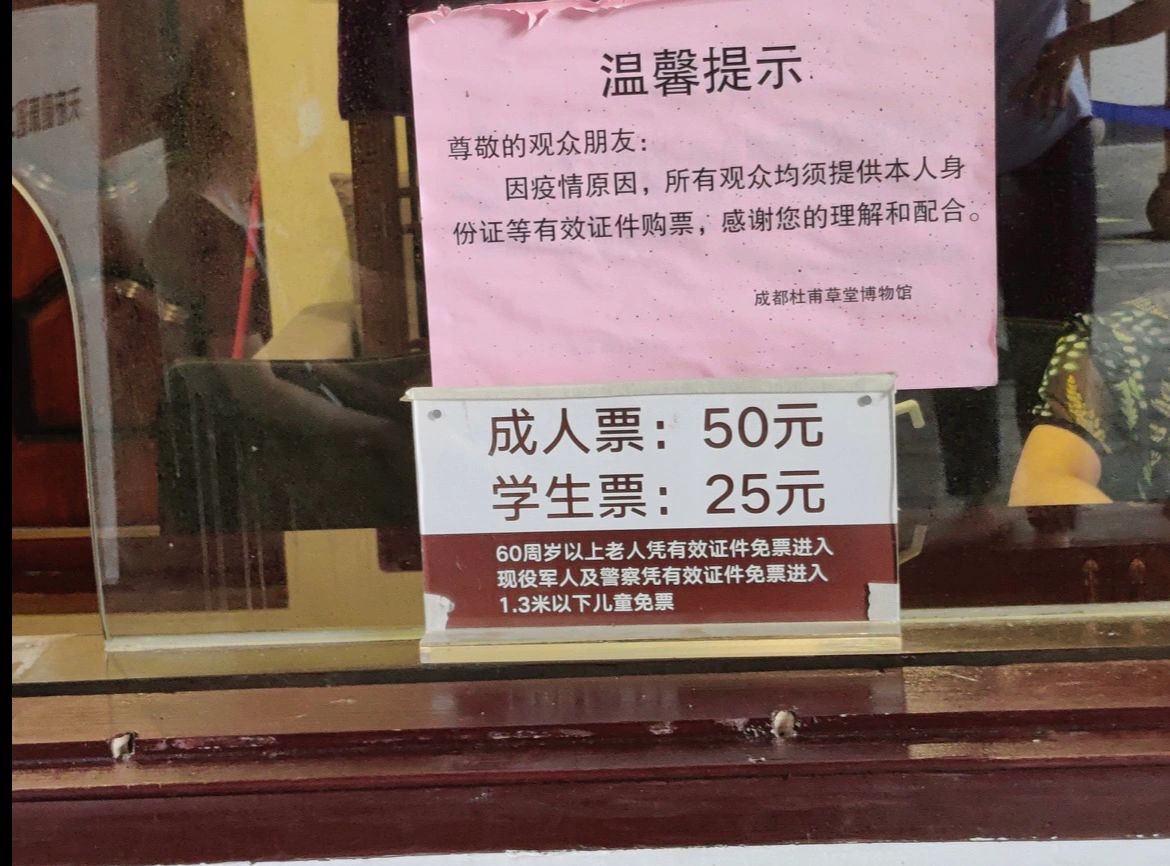 温馨提示
尊敬的观众朋友：
因疫情原因，所有观众均须提供本人身
份证等有效证件购票，感谢您的理解和配合。
成都杜甫草堂博物馆
成人票：50元
学生票：25元
60周岁以上老人凭有效证件免票进入
现役军人及警察凭有效证件免票进入
1.3米以下儿童免票